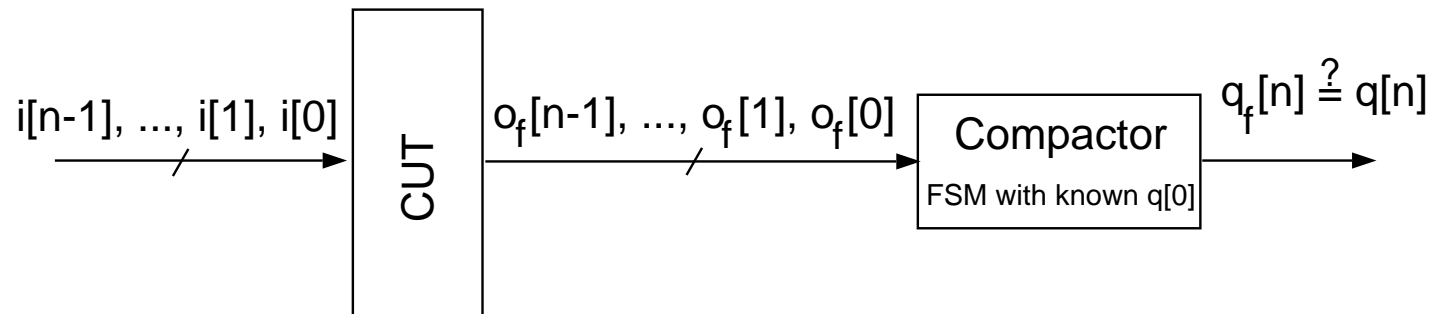 i[n-1], ..., i[1], i[0]
CUT
o_f[n-1], ..., o_f[1], o_f[0]
Compactor
FSM with known q[0]
q_f[n] ≟ q[n]